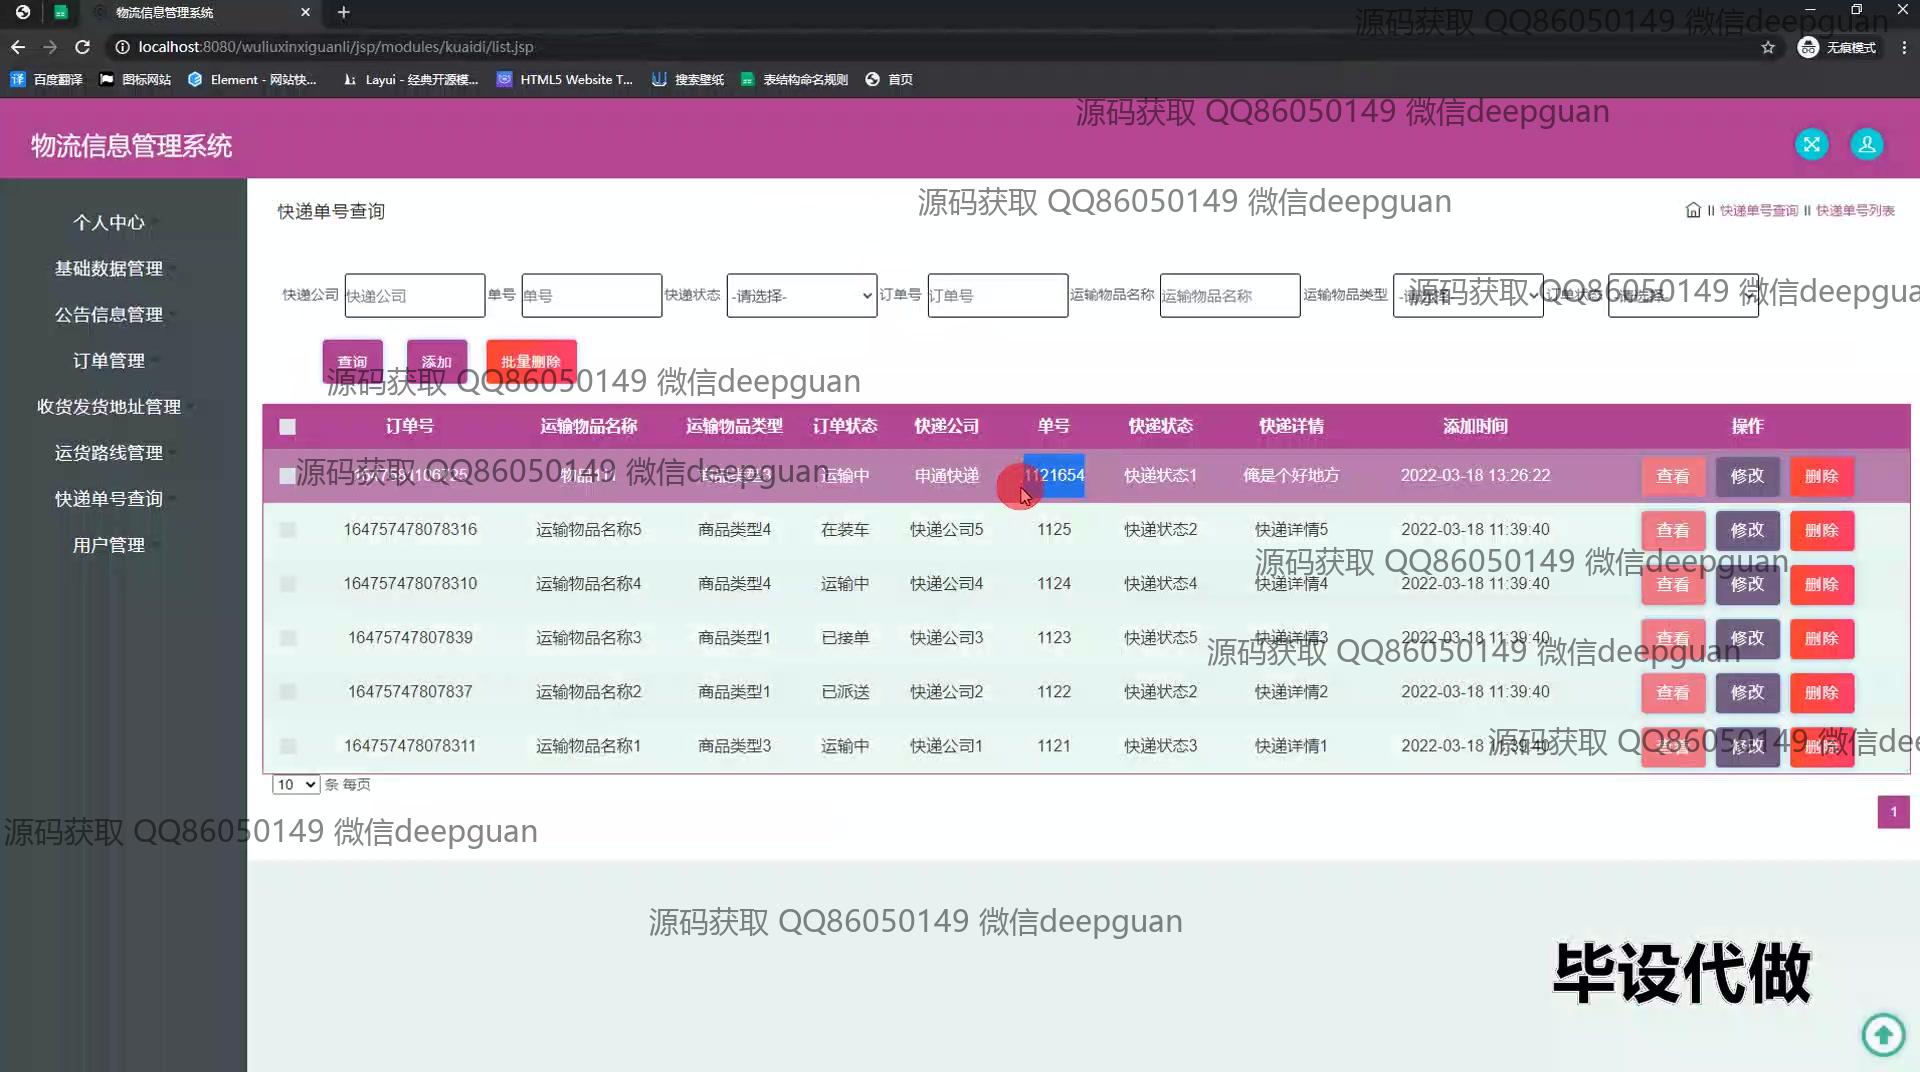 物流信息管理系统
localhost:8080/wuliuxinxiguanli/jsp/modules/kuaidi/list.jsp
无痕模式
百度翻译 图标网站 Element - 网站快... Layui - 经典开源模... HTML5 Website T... 搜索壁纸 表结构命名规则 首页
源码获取 QQ86050149 微信deepguan
源码获取 QQ86050149 微信deepguan
物流信息管理系统
个人中心
基础数据管理
公告信息管理
订单管理
收货发货地址管理
运货路线管理
快递单号查询
用户管理
快递单号查询
源码获取 QQ86050149 微信deepguan
快递单号查询 快递单号列表
快递公司 快递公司 单号 单号 快递状态 -请选择- 订单号 订单号 运输物品名称 运输物品名称 运输物品类型 -请选择- 订单状态 -请选择-
源码获取 QQ86050149 微信deepgua
查询 添加 批量删除
源码获取 QQ86050149 微信deepguan
订单号 运输物品名称 运输物品类型 订单状态 快递公司 单号 快递状态 快递详情 添加时间 操作
运输中 申通快递 1121654 快递状态1 俺是个好地方 2022-03-18 13:26:22 查看 修改 删除
源码获取 QQ86050149 微信deepguan
164757478078316 运输物品名称5 商品类型4 在装车 快递公司5 1125 快递状态2 快递详情5 2022-03-18 11:39:40 查看 修改 删除
源码获取 QQ86050149 微信deepguan
164757478078310 运输物品名称4 商品类型4 运输中 快递公司4 1124 快递状态4 快递详情4 2022-03-18 11:39:40 查看 修改 删除
16475747807839 运输物品名称3 商品类型1 已接单 快递公司3 1123 快递状态5 快递详情3 2022-03-18 11:39:40 查看 修改 删除
源码获取 QQ86050149 微信deepguan
16475747807837 运输物品名称2 商品类型1 已派送 快递公司2 1122 快递状态2 快递详情2 2022-03-18 11:39:40 查看 修改 删除
164757478078311 运输物品名称1 商品类型3 运输中 快递公司1 1121 快递状态3 快递详情1 2022-03-18 11:39:40 查看 修改 删除
源码获取 QQ86050149 微信dee
10 条 每页
1
源码获取 QQ86050149 微信deepguan
源码获取 QQ86050149 微信deepguan
毕设代做